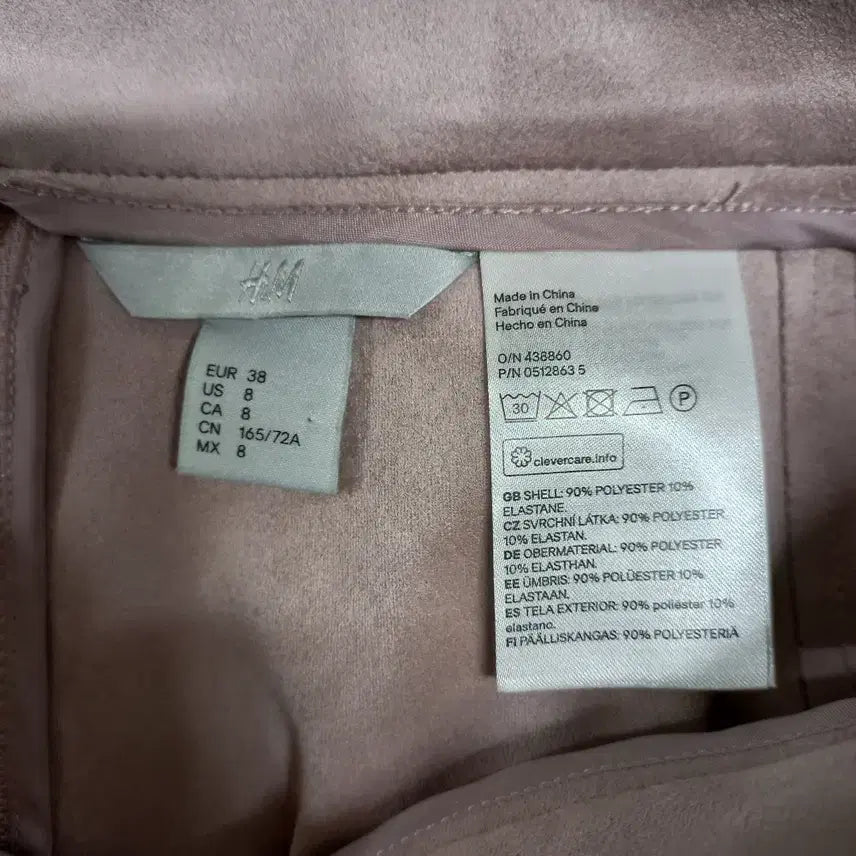 H&M
EUR 38
US 8
CA 8
CN 165/72A
MX 8
Made in China
Fabriqué en Chine
Hecho en China
O/N 438860
P/N 0512863 5
30
P
clevercare.info
GB SHELL: 90% POLYESTER 10%
ELASTANE.
CZ SVRCHNÍ LÁTKA: 90% POLYESTER
10% ELASTAN.
DE OBERMATERIAL: 90% POLYESTER
10% ELASTHAN.
EE ÜMBRIS: 90% POLÜESTER 10%
ELASTAAN.
ES TELA EXTERIOR: 90% poliéster 10%
elastano.
FI PÄÄLLISKANGAS: 90% POLYESTERIÄ